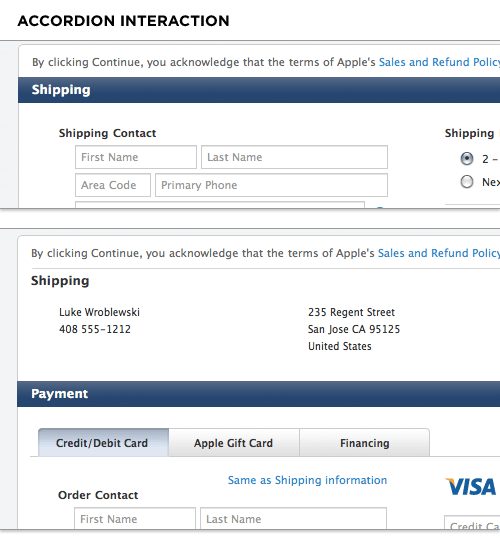 ACCORDION INTERACTION
By clicking Continue, you acknowledge that the terms of Apple's Sales and Refund Policy
Shipping
Shipping Contact
Shipping
First Name Last Name
2 –
Area Code Primary Phone
By clicking Continue, you acknowledge that the terms of Apple's Sales and Refund Policy
Shipping
Luke Wroblewski 235 Regent Street
408 555-1212 San Jose CA 95125
United States
Payment
Credit/Debit Card Apple Gift Card Financing
Same as Shipping information
VISA
Order Contact
First Name Last Name
Credit Ca